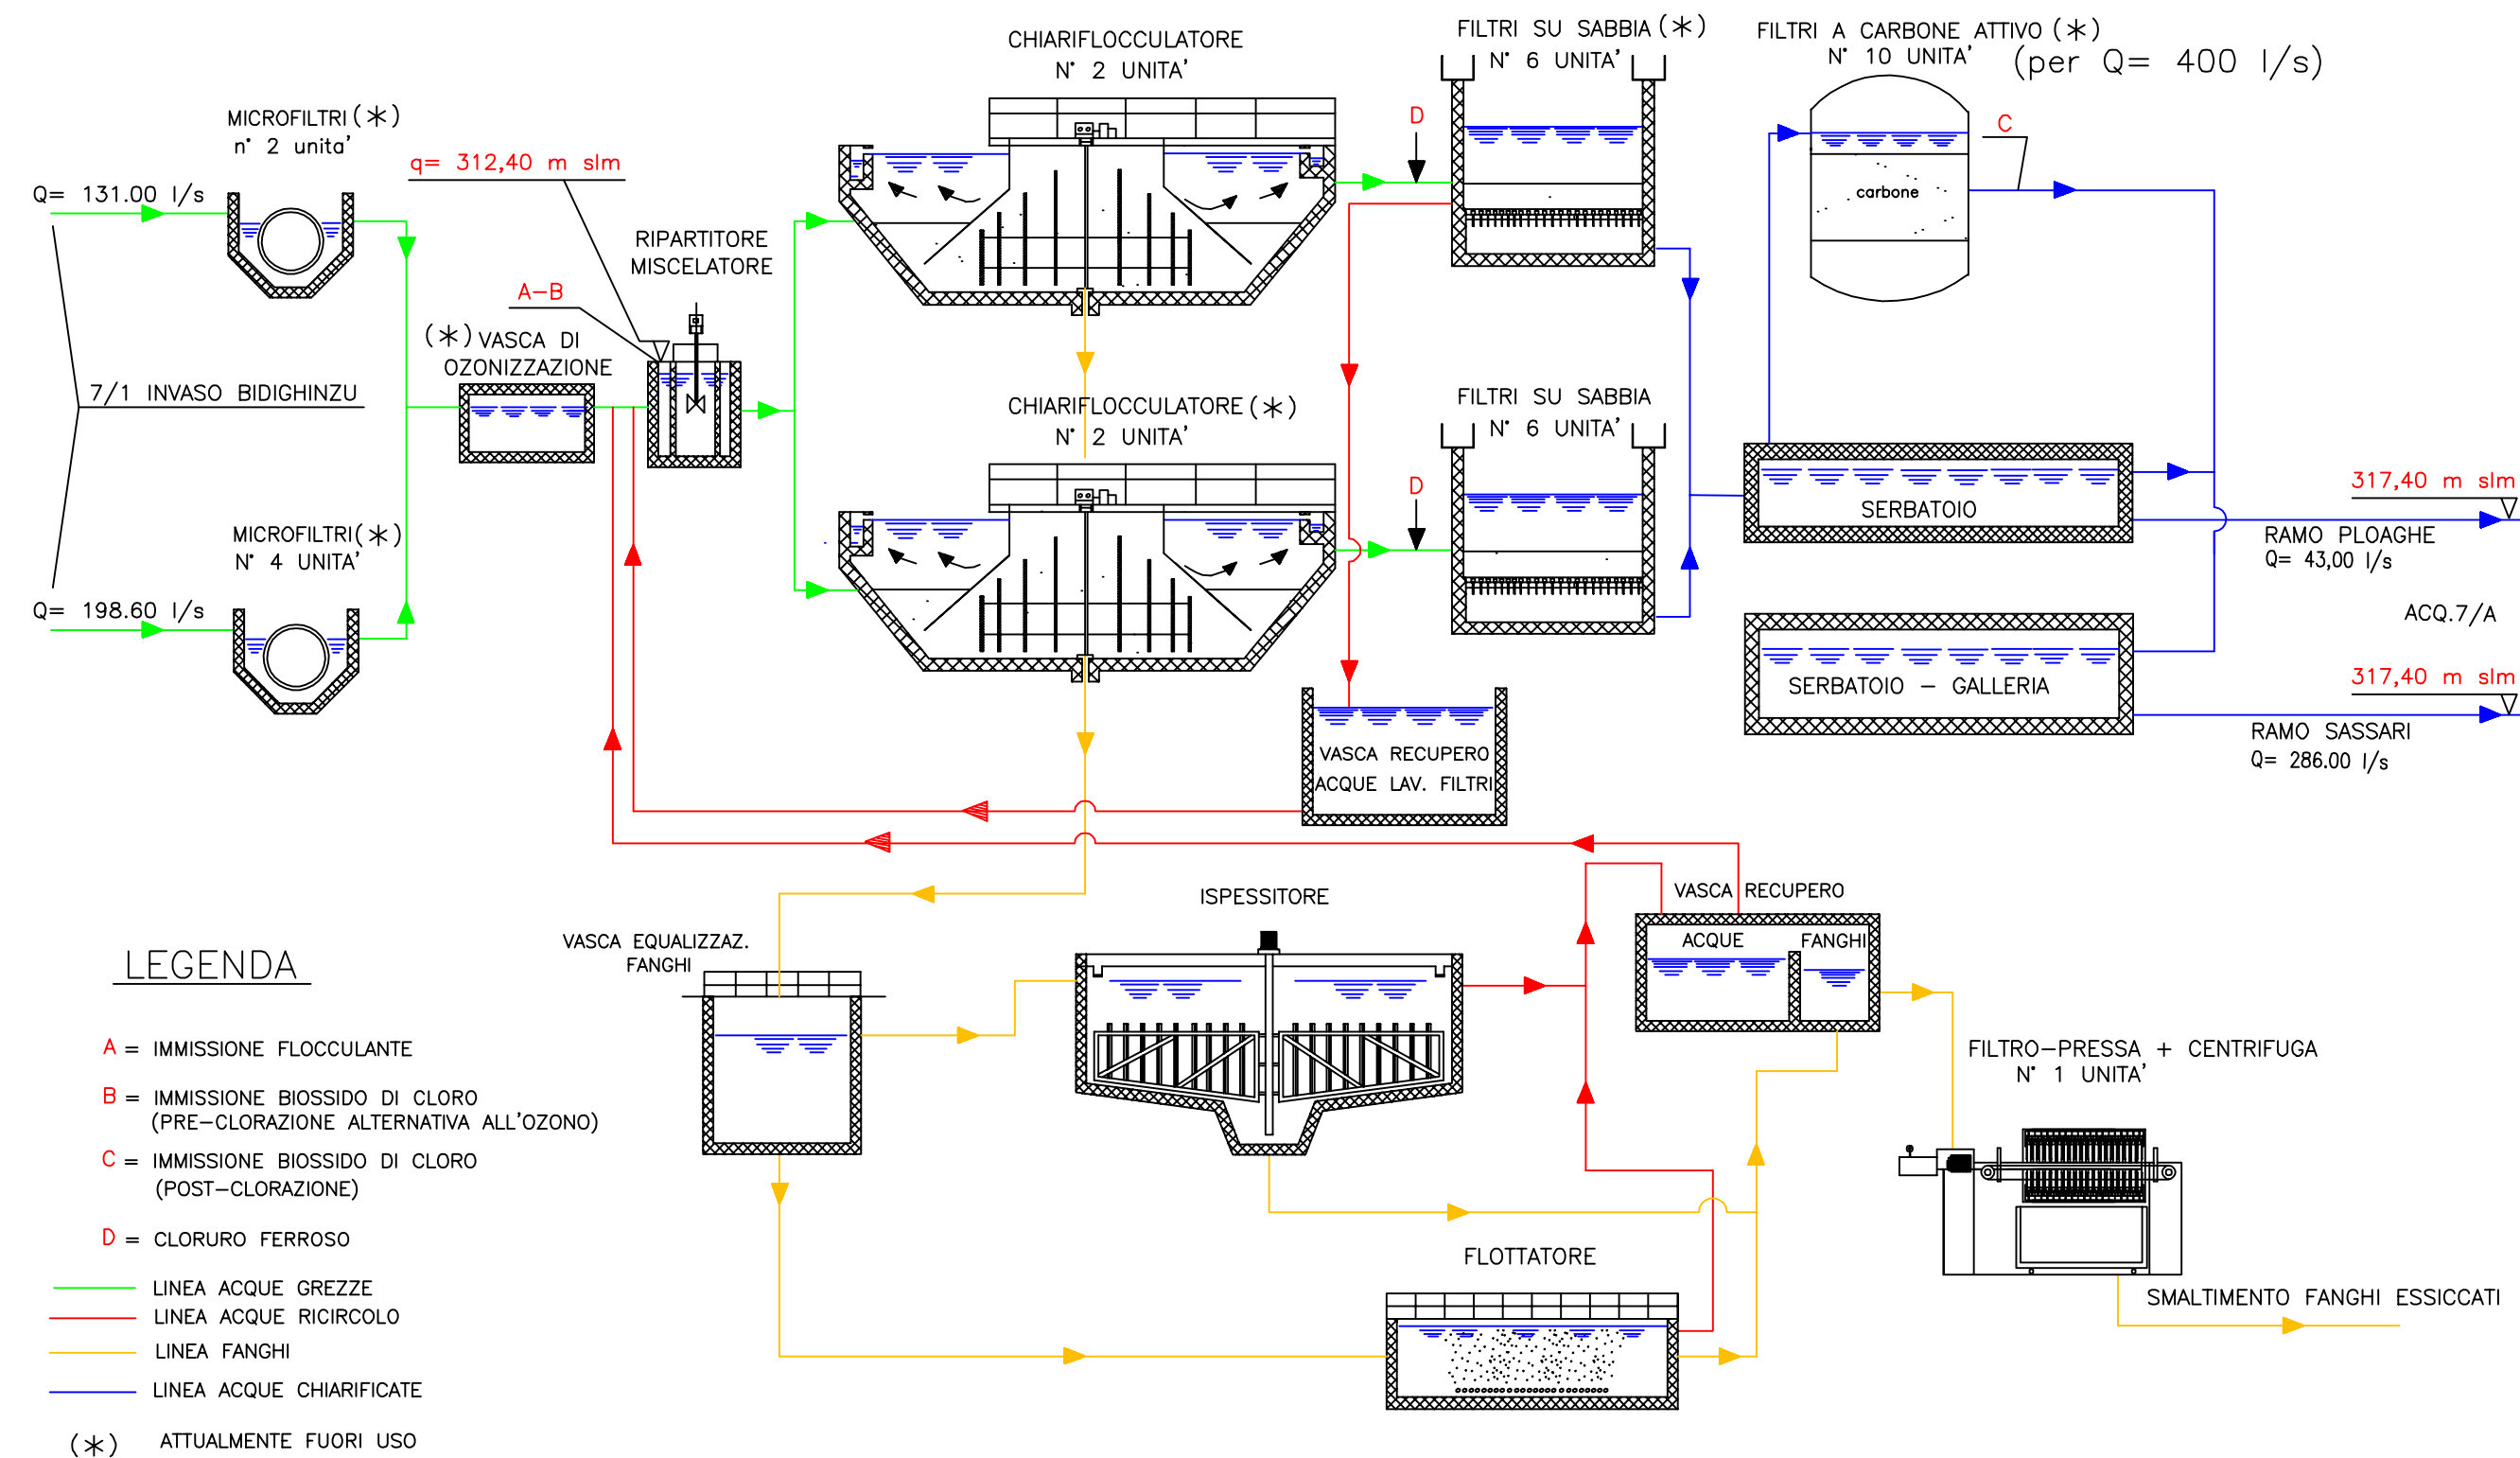 CHIARIFLOCCULATORE
N° 2 UNITA'
FILTRI SU SABBIA (*)
N° 6 UNITA'
FILTRI A CARBONE ATTIVO (*)
N° 10 UNITA'
(per Q= 400 l/s)
MICROFILTRI (*)
n° 2 unita'
q= 312,40 m slm
Q= 131.00 l/s
D
C
carbone
RIPARTITORE
MISCELATORE
A-B
(*) VASCA DI
OZONIZZAZIONE
7/1 INVASO BIDIGHINZU
CHIARIFLOCCULATORE (*)
N° 2 UNITA'
FILTRI SU SABBIA
N° 6 UNITA'
D
SERBATOIO
317,40 m slm
RAMO PLOAGHE
Q= 43,00 l/s
MICROFILTRI (*)
N° 4 UNITA'
Q= 198.60 l/s
ACQ.7/A
SERBATOIO - GALLERIA
317,40 m slm
RAMO SASSARI
Q= 286.00 l/s
VASCA RECUPERO
ACQUE LAV. FILTRI
ISPESSITORE
VASCA RECUPERO
ACQUE FANGHI
VASCA EQUALIZZAZ.
FANGHI
FILTRO-PRESSA + CENTRIFUGA
N° 1 UNITA'
FLOTTATORE
SMALTIMENTO FANGHI ESSICCATI
LEGENDA
A = IMMISSIONE FLOCCULANTE
B = IMMISSIONE BIOSSIDO DI CLORO
(PRE-CLORAZIONE ALTERNATIVA ALL'OZONO)
C = IMMISSIONE BIOSSIDO DI CLORO
(POST-CLORAZIONE)
D = CLORURO FERROSO
LINEA ACQUE GREZZE
LINEA ACQUE RICIRCOLO
LINEA FANGHI
LINEA ACQUE CHIARIFICATE
(*) ATTUALMENTE FUORI USO